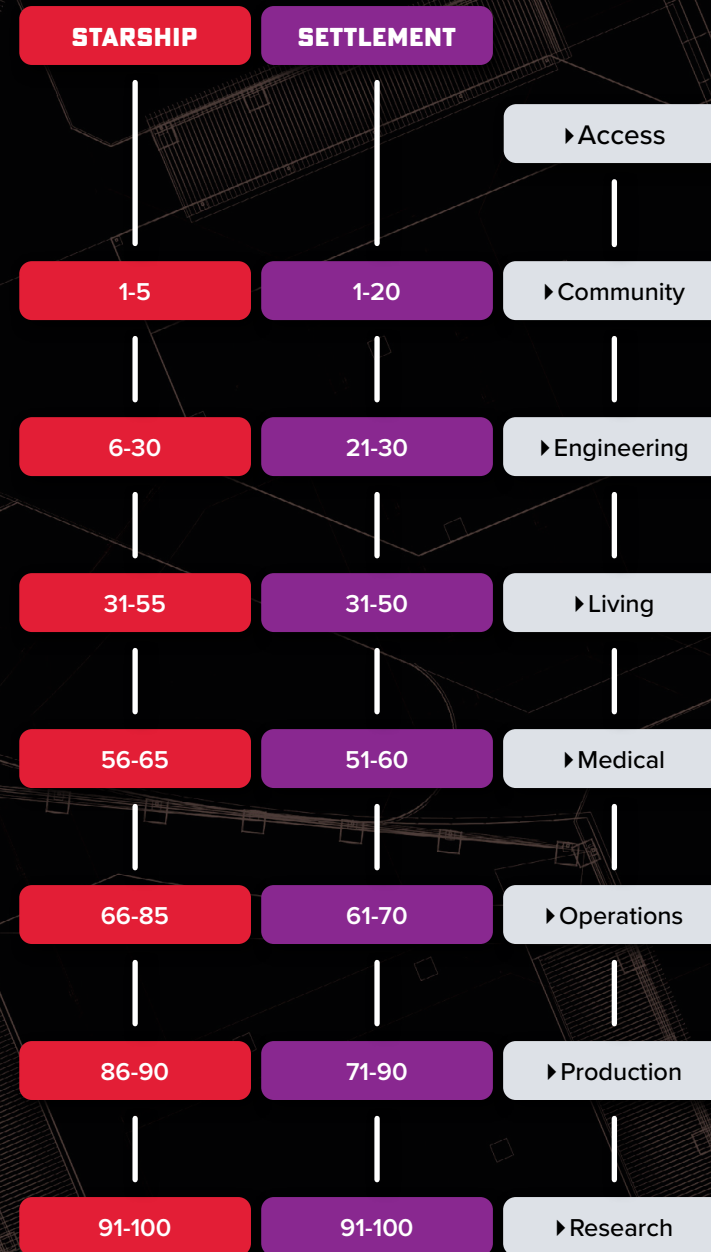 STARSHIP SETTLEMENT
▸Access
1-5 1-20 ▸Community
6-30 21-30 ▸Engineering
31-55 31-50 ▸Living
56-65 51-60 ▸Medical
66-85 61-70 ▸Operations
86-90 71-90 ▸Production
91-100 91-100 ▸Research